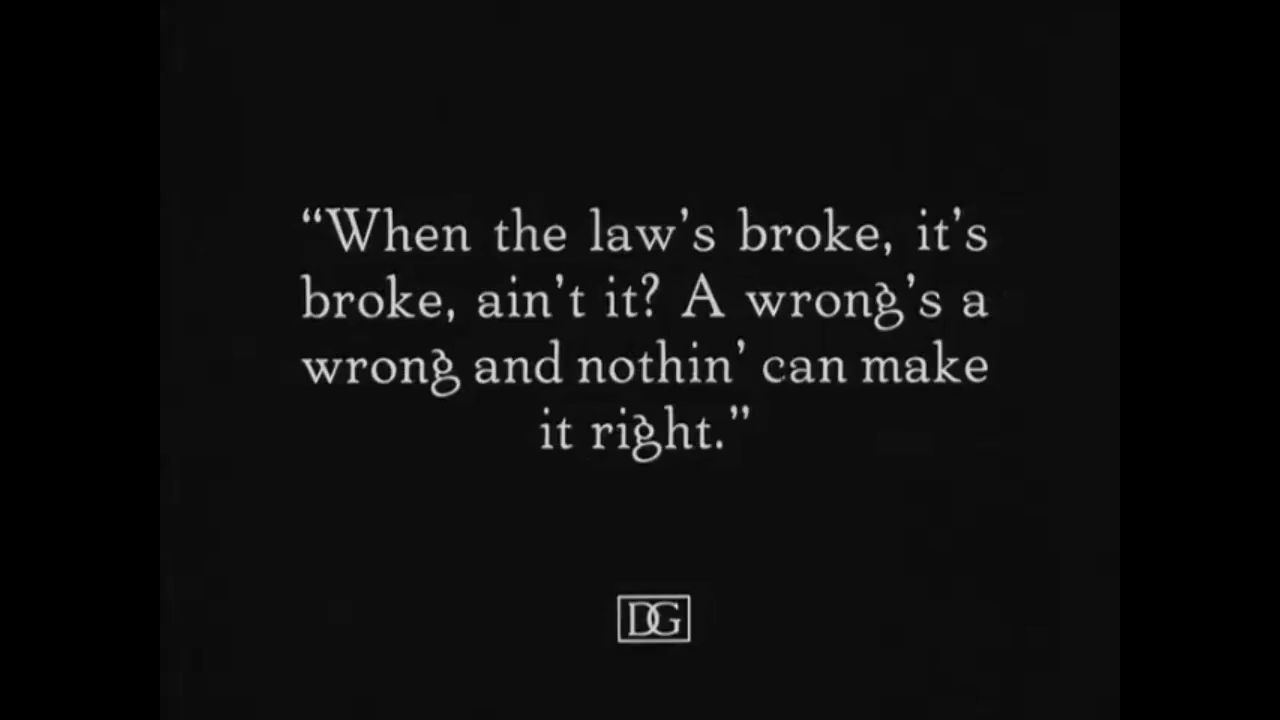 “When the law’s broke, it’s
broke, ain’t it? A wrong’s a
wrong and nothin’ can make
it right.”
DG